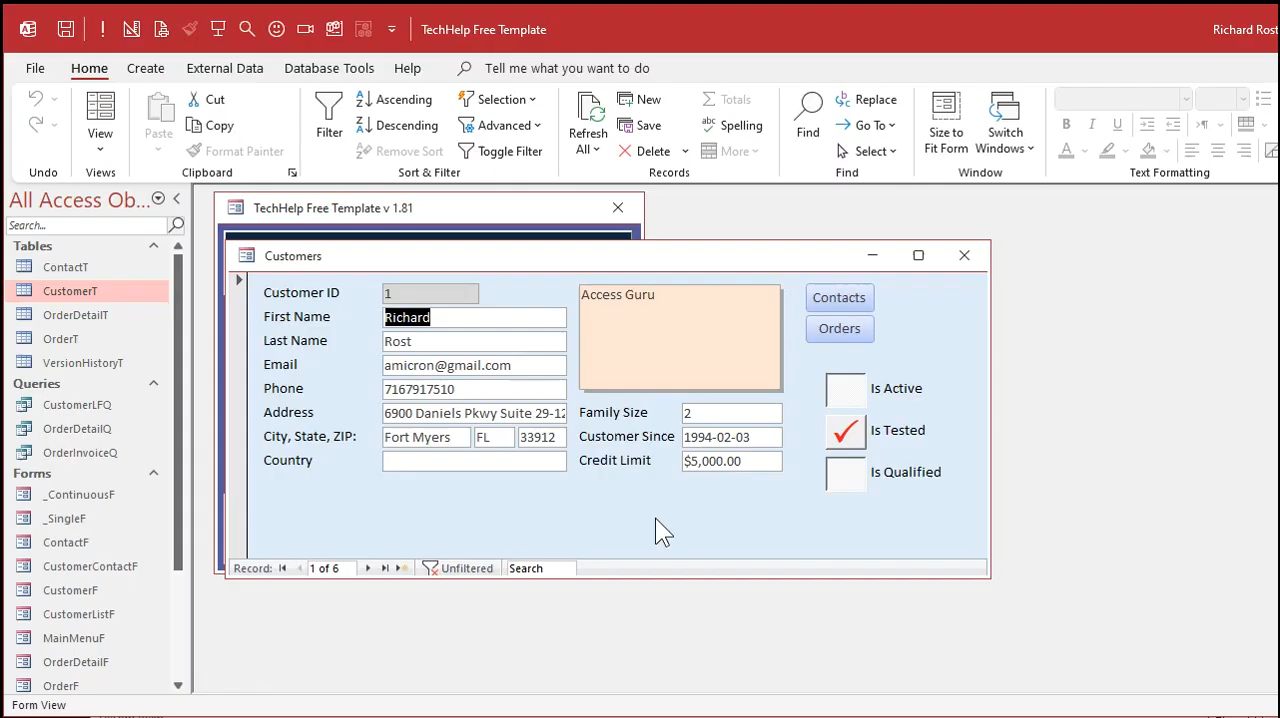 TechHelp Free Template
Richard Rost
File Home Create External Data Database Tools Help Tell me what you want to do
Undo
View
Views
Paste
Cut
Copy
Format Painter
Clipboard
Filter
Ascending
Descending
Remove Sort
Selection
Advanced
Toggle Filter
Sort & Filter
Refresh All
New
Save
Delete
Totals
Spelling
More
Records
Find
Replace
Go To
Select
Find
Size to Fit Form
Switch Windows
Window
B I U
A
Text Formatting
All Access Ob...
Search...
Tables
ContactT
CustomerT
OrderDetailT
OrderT
VersionHistoryT
Queries
CustomerLFQ
OrderDetailQ
OrderInvoiceQ
Forms
_ContinuousF
_SingleF
ContactF
CustomerContactF
CustomerF
CustomerListF
MainMenuF
OrderDetailF
OrderF
TechHelp Free Template v 1.81
Customers
Customer ID 1
First Name Richard
Last Name Rost
Email amicron@gmail.com
Phone 7167917510
Address 6900 Daniels Pkwy Suite 29-12
City, State, ZIP: Fort Myers FL 33912
Country
Access Guru
Family Size 2
Customer Since 1994-02-03
Credit Limit $5,000.00
Contacts
Orders
Is Active
Is Tested
Is Qualified
Record: 1 of 6 Unfiltered Search
Form View